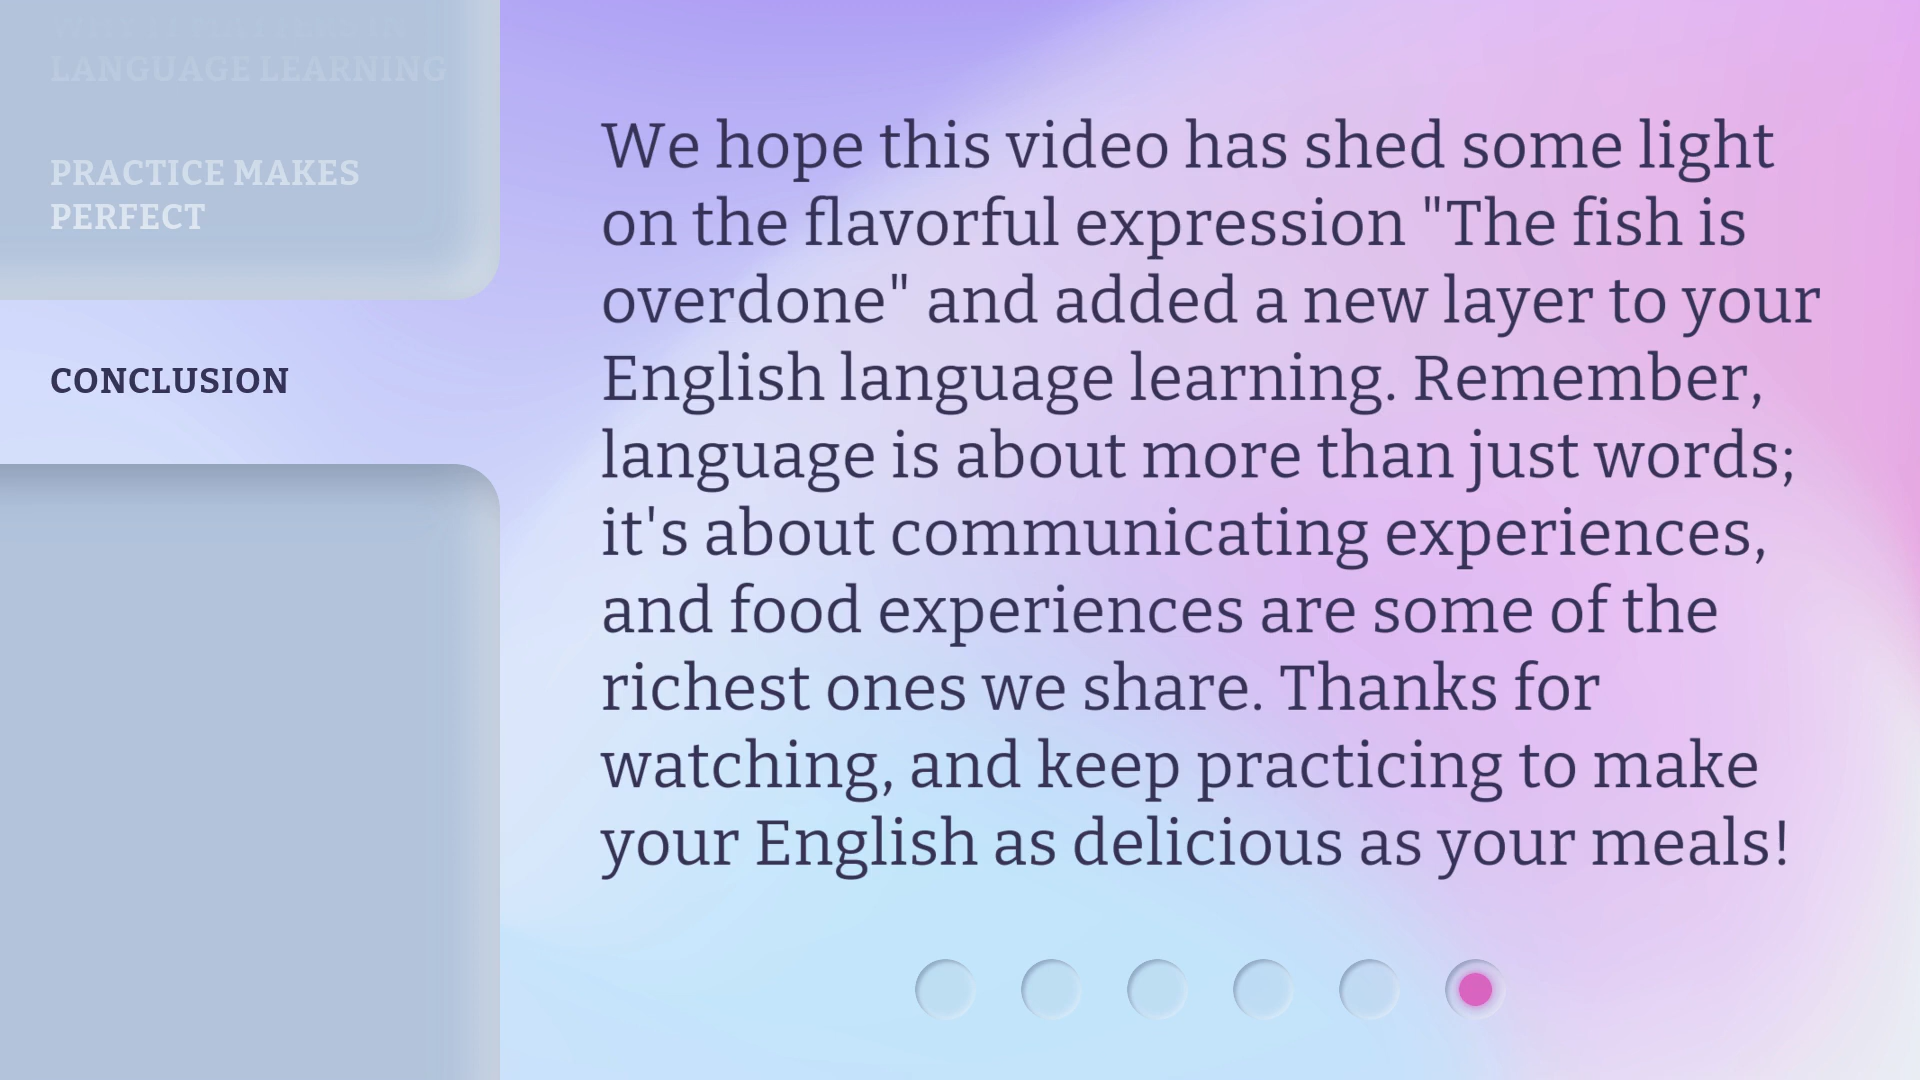 LANGUAGE LEARNING
PRACTICE MAKES
PERFECT
CONCLUSION
We hope this video has shed some light
on the flavorful expression "The fish is
overdone" and added a new layer to your
English language learning. Remember,
language is about more than just words;
it's about communicating experiences,
and food experiences are some of the
richest ones we share. Thanks for
watching, and keep practicing to make
your English as delicious as your meals!